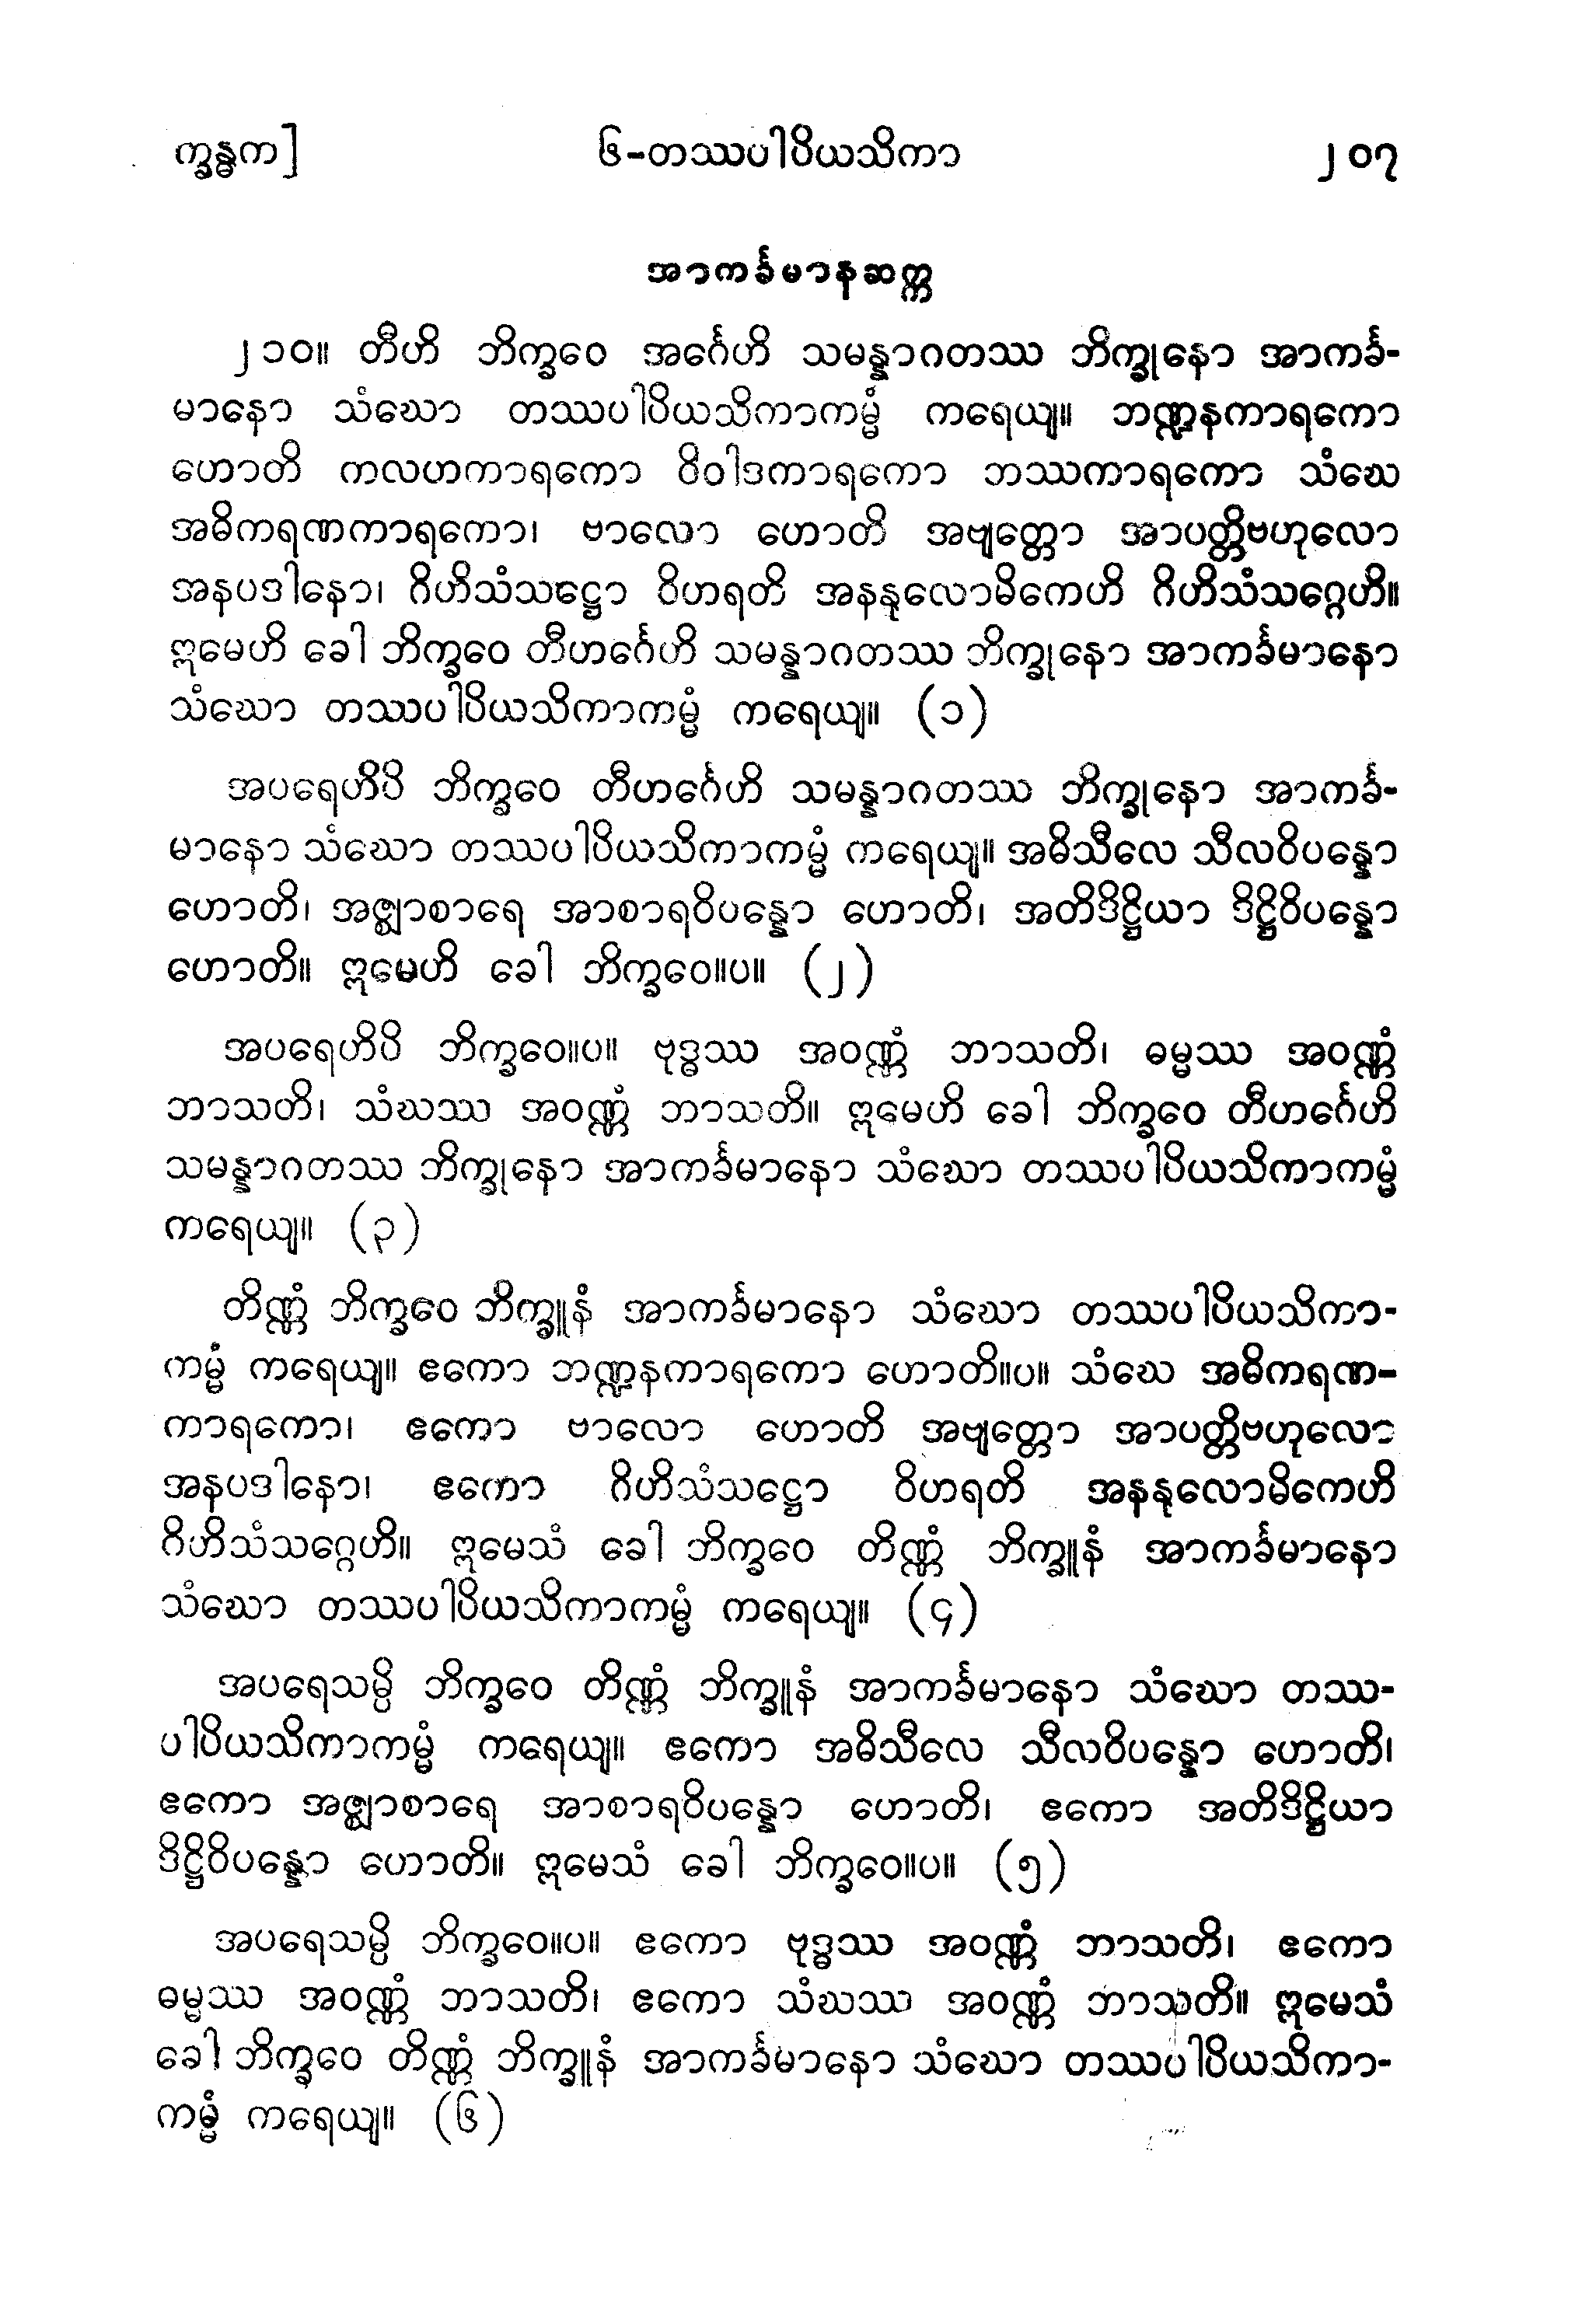 က္ခန္ဓက]
၆-တဿပါပိယသိကာ
၂၀၇
အာကင်္ခမာနဆက္က
၂၁၀။ တီဟိ ဘိက္ခဝေ အင်္ဂေဟိ သမန္နာဂတဿ ဘိက္ခုနော အာကင်္ခ-
မာနော သံဃော တဿပါပိယသိကာကမ္မံ ကရေယျ။ ဘဏ္ဍနကာရကော
ဟောတိ ကလဟကာရကော ဝိဝါဒကာရကော ဘဿကာရကော သံဃေ
အဓိကရဏကာရကော၊ ဗာလော ဟောတိ အဗျတ္တော အာပတ္တိဗဟုလော
အနပဒါနော၊ ဂိဟိသံသဋ္ဌော ဝိဟရတိ အနနုလောမိကေဟိ ဂိဟိသံသဂ္ဂေဟိ။
ဣမေဟိ ခေါ ဘိက္ခဝေ တီဟင်္ဂေဟိ သမန္နာဂတဿ ဘိက္ခုနော အာကင်္ခမာနော
သံဃော တဿပါပိယသိကာကမ္မံ ကရေယျ။ (၁)
အပရေဟိပိ ဘိက္ခဝေ တီဟင်္ဂေဟိ သမန္နာဂတဿ ဘိက္ခုနော အာကင်္ခ-
မာနော သံဃော တဿပါပိယသိကာကမ္မံ ကရေယျ။ အဓိသီလေ သီလဝိပန္နော
ဟောတိ၊ အဇ္ဈာစာရေ အာစာရဝိပန္နော ဟောတိ၊ အတိဒိဋ္ဌိယာ ဒိဋ္ဌိဝိပန္နော
ဟောတိ။ ဣမေဟိ ခေါ ဘိက္ခဝေ။ပ။ (၂)
အပရေဟိပိ ဘိက္ခဝေ။ပ။ ဗုဒ္ဓဿ အဝဏ္ဏံ ဘာသတိ၊ ဓမ္မဿ အဝဏ္ဏံ
ဘာသတိ၊ သံဃဿ အဝဏ္ဏံ ဘာသတိ။ ဣမေဟိ ခေါ ဘိက္ခဝေ တီဟင်္ဂေဟိ
သမန္နာဂတဿ ဘိက္ခုနော အာကင်္ခမာနော သံဃော တဿပါပိယသိကာကမ္မံ
ကရေယျ။ (၃)
တိဏ္ဏံ ဘိက္ခဝေ ဘိက္ခူနံ အာကင်္ခမာနော သံဃော တဿပါပိယသိကာ-
ကမ္မံ ကရေယျ။ ဧကော ဘဏ္ဍနကာရကော ဟောတိ။ပ။ သံဃေ အဓိကရဏ-
ကာရကော၊ ဧကော ဗာလော ဟောတိ အဗျတ္တော အာပတ္တိဗဟုလော
အနပဒါနော၊ ဧကော ဂိဟိသံသဋ္ဌော ဝိဟရတိ အနနုလောမိကေဟိ
ဂိဟိသံသဂ္ဂေဟိ။ ဣမေသံ ခေါ ဘိက္ခဝေ တိဏ္ဏံ ဘိက္ခူနံ အာကင်္ခမာနော
သံဃော တဿပါပိယသိကာကမ္မံ ကရေယျ။ (၄)
အပရေသမ္ပိ ဘိက္ခဝေ တိဏ္ဏံ ဘိက္ခူနံ အာကင်္ခမာနော သံဃော တဿ-
ပါပိယသိကာကမ္မံ ကရေယျ။ ဧကော အဓိသီလေ သီလဝိပန္နော ဟောတိ၊
ဧကော အဇ္ဈာစာရေ အာစာရဝိပန္နော ဟောတိ၊ ဧကော အတိဒိဋ္ဌိယာ
ဒိဋ္ဌိဝိပန္နော ဟောတိ။ ဣမေသံ ခေါ ဘိက္ခဝေ။ပ။ (၅)
အပရေသမ္ပိ ဘိက္ခဝေ။ပ။ ဧကော ဗုဒ္ဓဿ အဝဏ္ဏံ ဘာသတိ၊ ဧကော
ဓမ္မဿ အဝဏ္ဏံ ဘာသတိ၊ ဧကော သံဃဿ အဝဏ္ဏံ ဘာသတိ။ ဣမေသံ
ခေါ ဘိက္ခဝေ တိဏ္ဏံ ဘိက္ခူနံ အာကင်္ခမာနော သံဃော တဿပါပိယသိကာ-
ကမ္မံ ကရေယျ။ (၆)